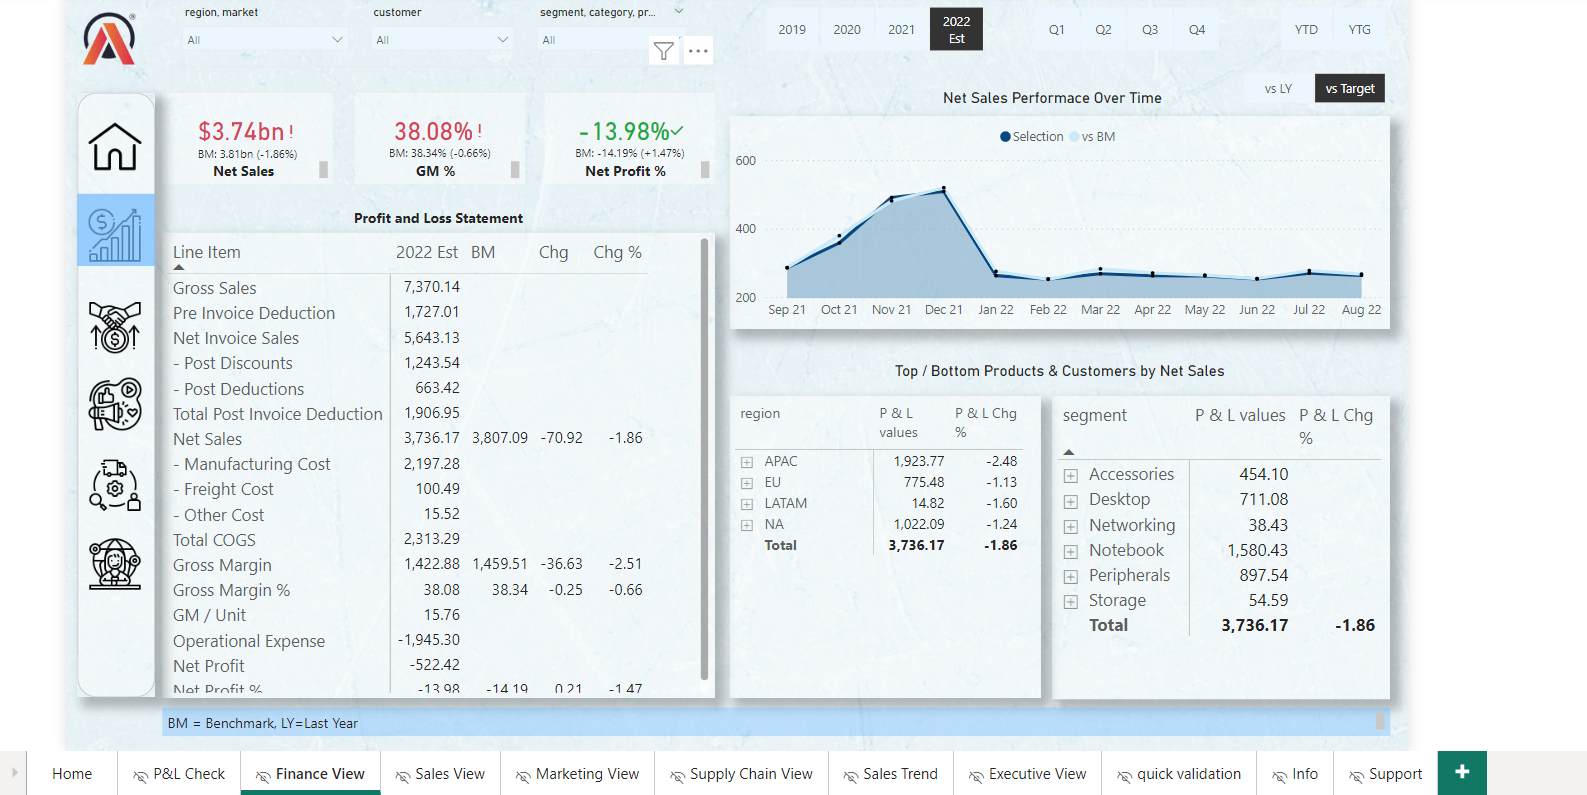 region, market
customer
segment, category, pr...
All
All
All
2019
2020
2021
2022
Est
Q1
Q2
Q3
Q4
YTD
YTG
vs LY
vs Target
$3.74bn !
BM: 3.81bn (-1.86%)
Net Sales
38.08% !
BM: 38.34% (-0.66%)
GM %
-13.98%
BM: -14.19% (+1.47%)
Net Profit %
Profit and Loss Statement
Line Item 2022 Est BM Chg Chg %
Gross Sales 7,370.14
Pre Invoice Deduction 1,727.01
Net Invoice Sales 5,643.13
- Post Discounts 1,243.54
- Post Deductions 663.42
Total Post Invoice Deduction 1,906.95
Net Sales 3,736.17 3,807.09 -70.92 -1.86
- Manufacturing Cost 2,197.28
- Freight Cost 100.49
- Other Cost 15.52
Total COGS 2,313.29
Gross Margin 1,422.88 1,459.51 -36.63 -2.51
Gross Margin % 38.08 38.34 -0.25 -0.66
GM / Unit 15.76
Operational Expense -1,945.30
Net Profit -522.42
Net Profit % -13.98 -14.19 0.21 -1.47
Net Sales Performace Over Time
Selection vs BM
600
400
200
Sep 21 Oct 21 Nov 21 Dec 21 Jan 22 Feb 22 Mar 22 Apr 22 May 22 Jun 22 Jul 22 Aug 22
Top / Bottom Products & Customers by Net Sales
region P & L values P & L Chg %
APAC 1,923.77 -2.48
EU 775.48 -1.13
LATAM 14.82 -1.60
NA 1,022.09 -1.24
Total 3,736.17 -1.86
segment P & L values P & L Chg %
Accessories 454.10
Desktop 711.08
Networking 38.43
Notebook 1,580.43
Peripherals 897.54
Storage 54.59
Total 3,736.17 -1.86
BM = Benchmark, LY=Last Year
Home
P&L Check
Finance View
Sales View
Marketing View
Supply Chain View
Sales Trend
Executive View
quick validation
Info
Support
+